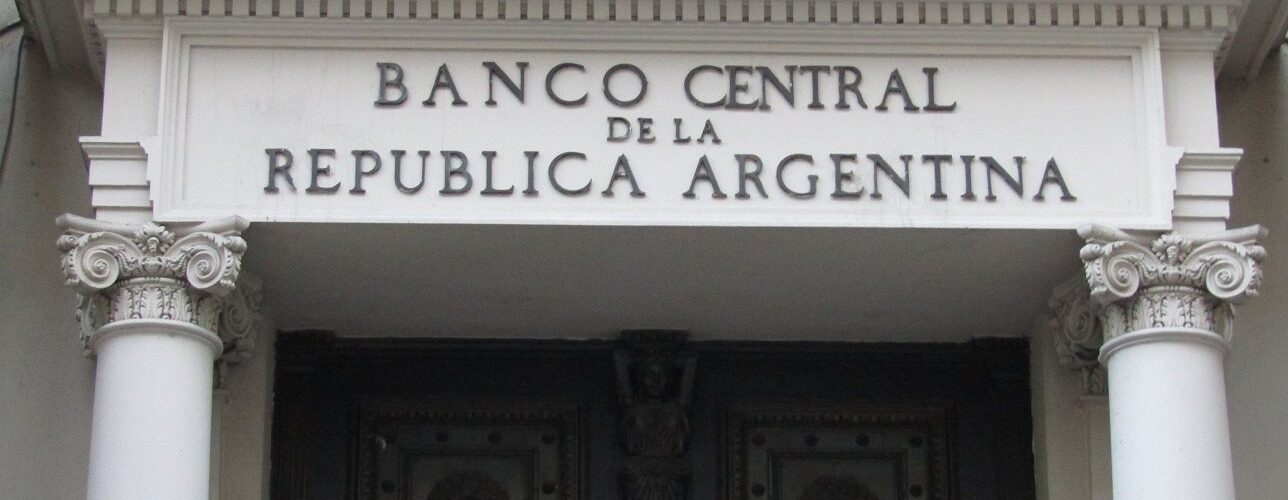 BANCO CENTRAL
DE LA
REPUBLICA ARGENTINA